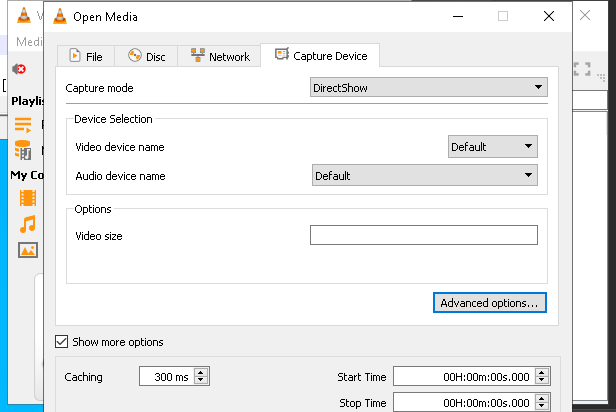 V
Open Media
Medi
File
Disc
Network
Capture Device
Capture mode
DirectShow
Playlis
Device Selection
Video device name
Default
Audio device name
Default
My Co
Options
Video size
Advanced options...
Show more options
Caching
300 ms
Start Time
00H:00m:00s.000
Stop Time
00H:00m:00s.000